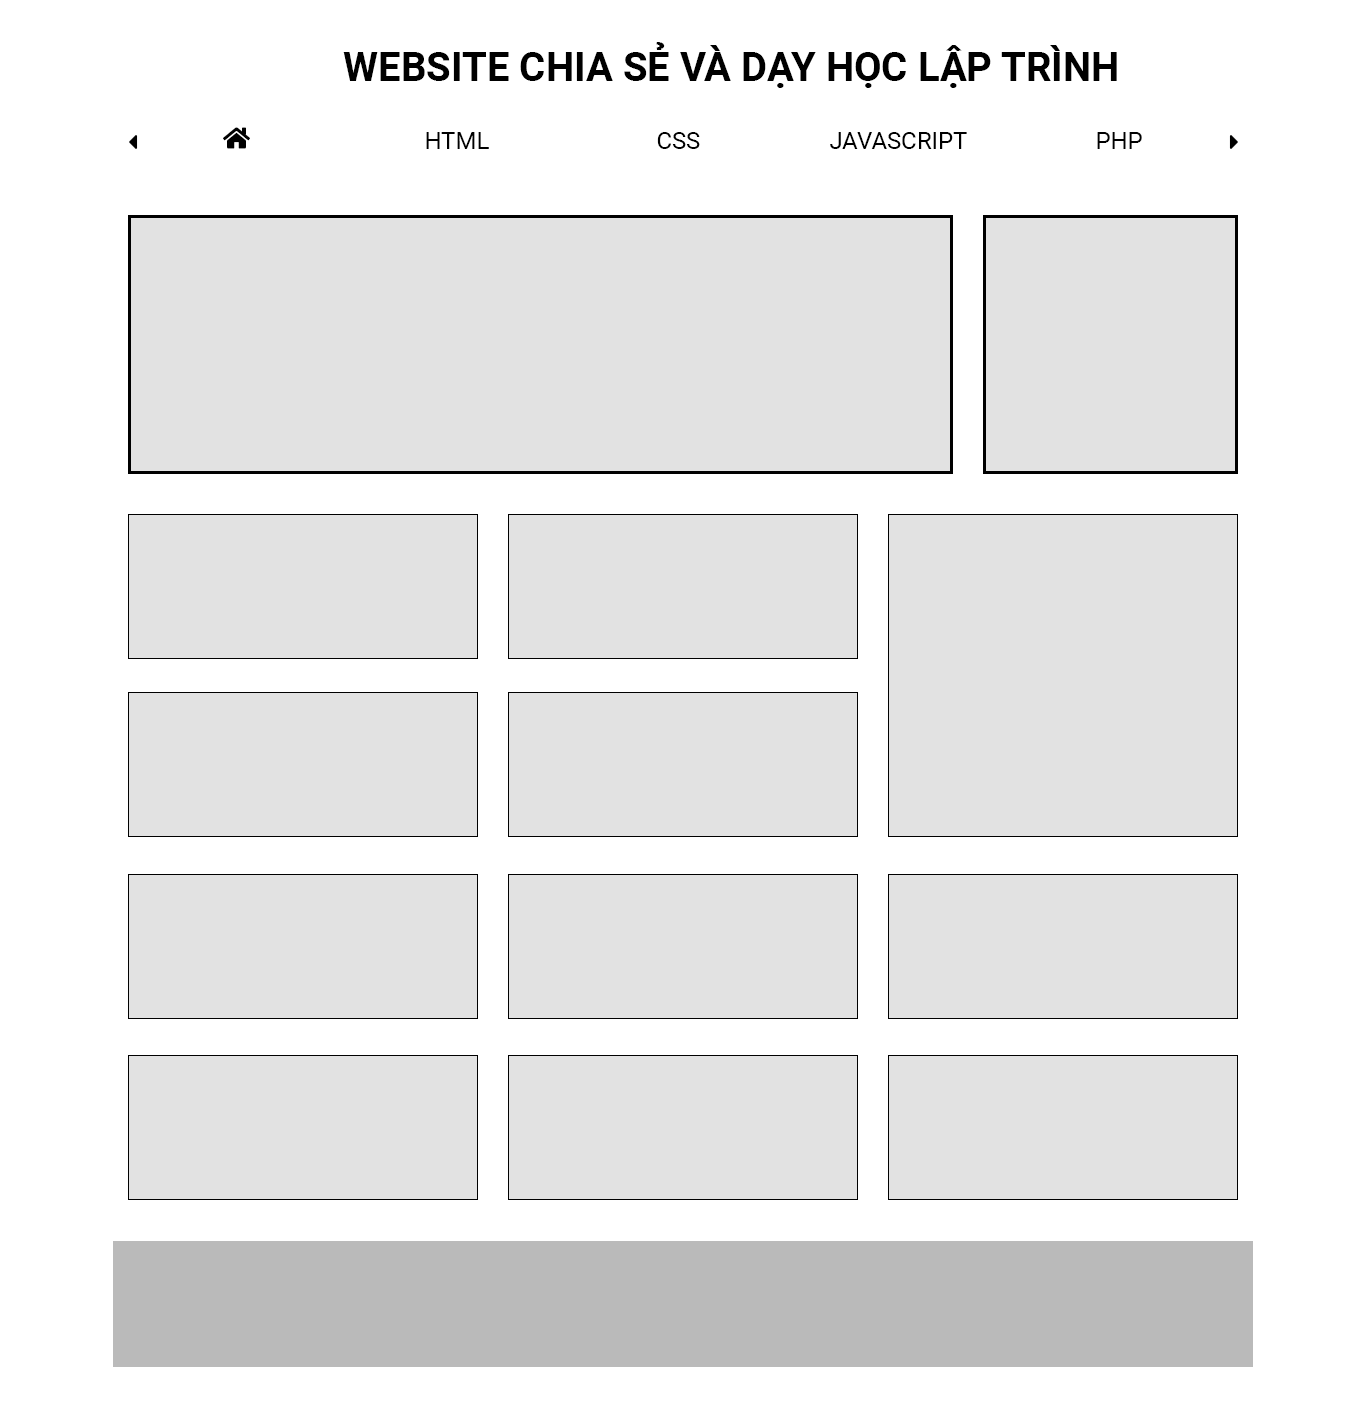 WEBSITE CHIA SẺ VÀ DẠY HỌC LẬP TRÌNH
HTML CSS JAVASCRIPT PHP